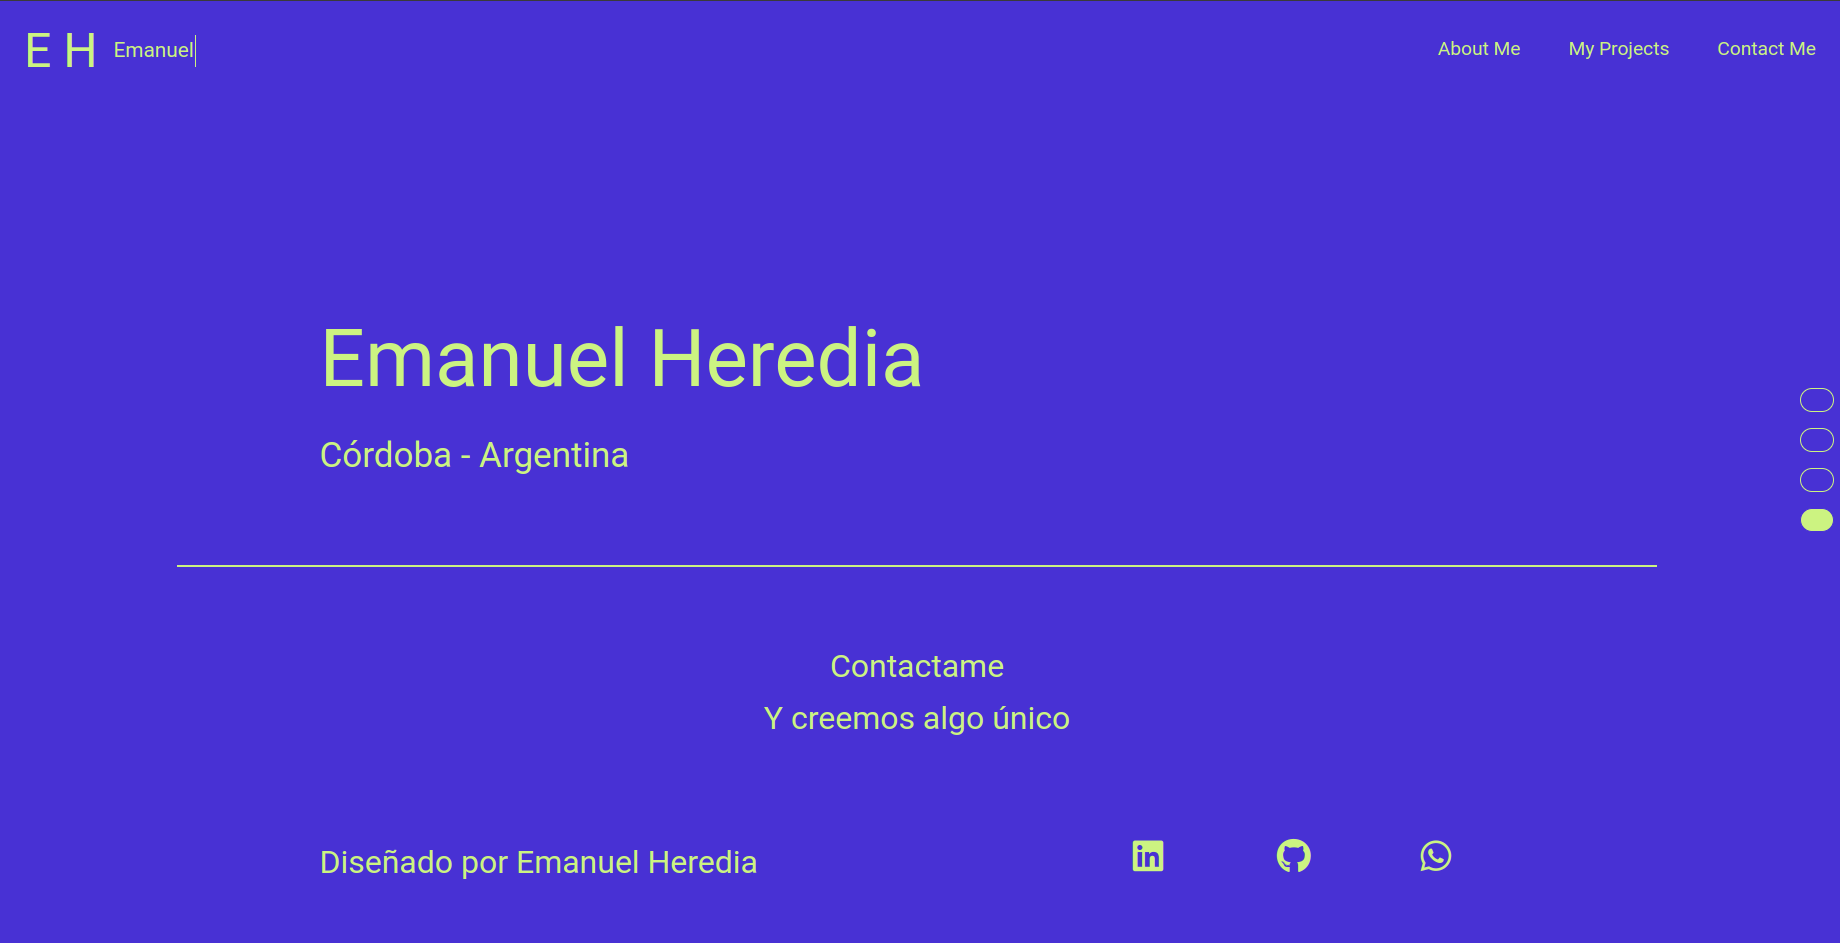 E H Emanuel About Me My Projects Contact Me
Emanuel Heredia
Córdoba - Argentina
Contactame
Y creemos algo único
Diseñado por Emanuel Heredia in